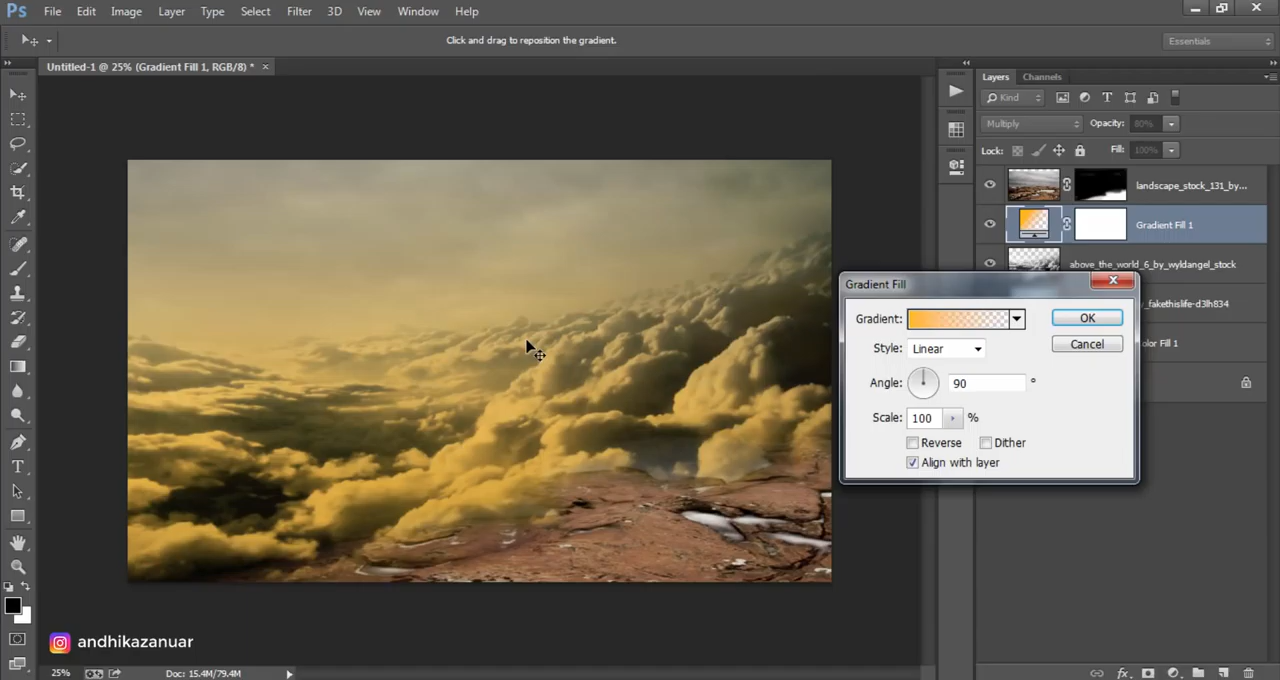 Ps File Edit Image Layer Type Select Filter 3D View Window Help
Click and drag to reposition the gradient.
Essentials
Untitled-1 @ 25% (Gradient Fill 1, RGB/8) * ×
Layers Channels
Kind
Multiply Opacity: 80%
Lock: Fill: 100%
landscape_stock_131_by...
Gradient Fill 1
above_the_world_6_by_wyldangel_stock
_fakethislife-d3lh834
olor Fill 1
Gradient Fill
Gradient: OK
Style: Linear Cancel
Angle: 90 °
Scale: 100 %
Reverse Dither
Align with layer
andhikazanuar
25% Doc: 15.4M/79.4M